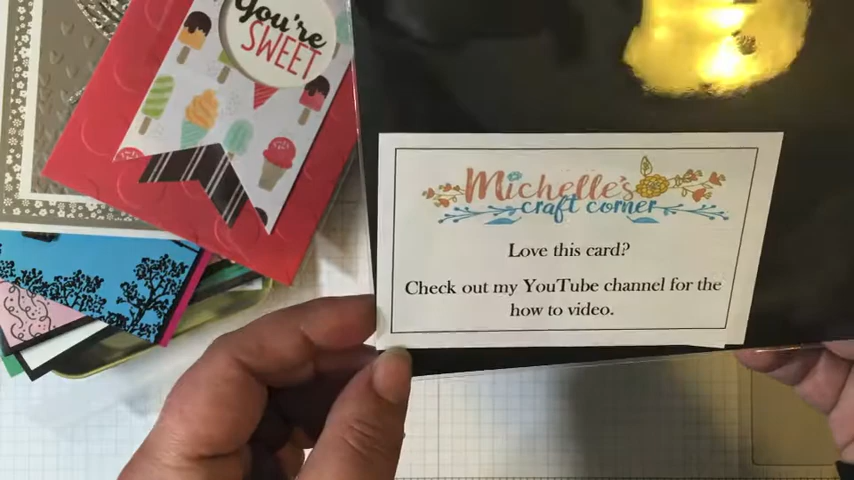 You're
SWEET
Michelle's
craft corner
Love this card?
Check out my YouTube channel for the
how to video.